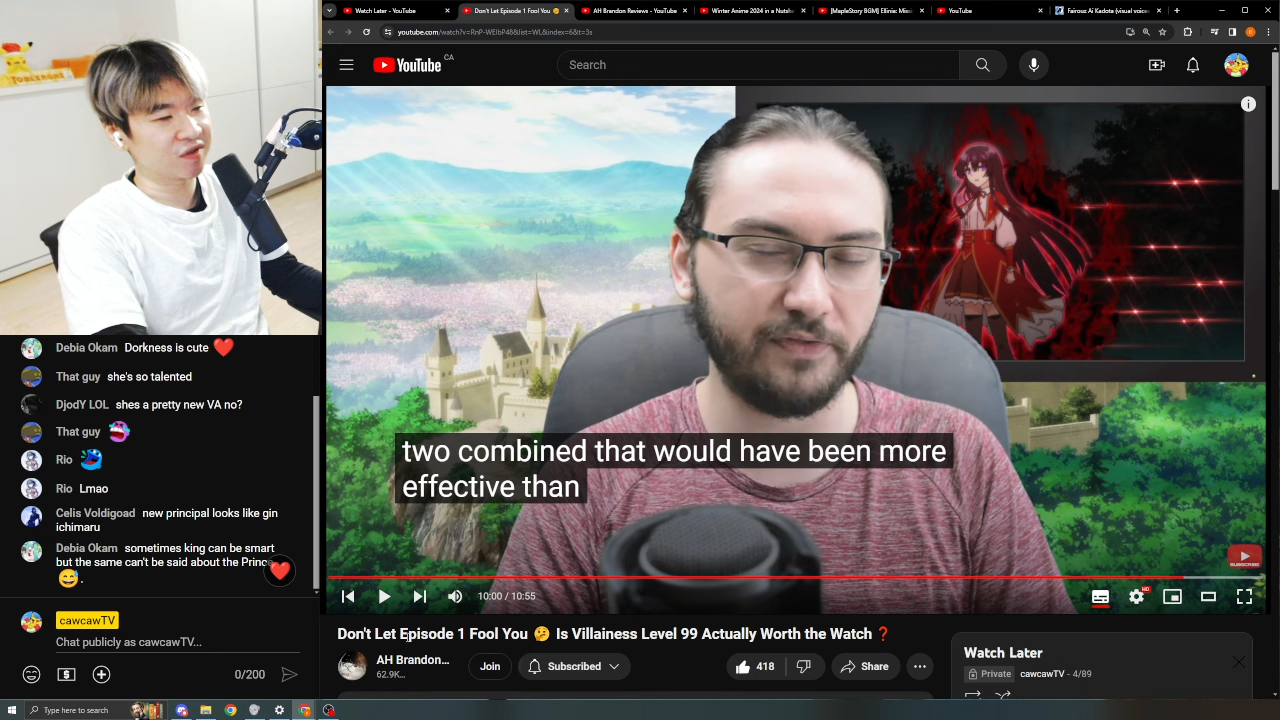 Watch Later - YouTube
Don't Let Episode 1 Fool You 🤔
AH Brandon Reviews - YouTube
Winter Anime 2024 in a Nutsh
[MapleStory BGM] Ellinia: Missi
YouTube
Fairouz Ai Kadota (visual voice
youtube.com/watch?v=RnP-WEIbP48&list=WL&index=6&t=3s
YouTube CA
Search
two combined that would have been more
effective than
SUBSCRIBE
10:00 / 10:55
HD
Don't Let Episode 1 Fool You 🤔 Is Villainess Level 99 Actually Worth the Watch ❓
AH Brandon...
62.9K...
Join
Subscribed
418
Share
Watch Later
Private
cawcawTV - 4/89
TOBLERONE
Debia Okam Dorkness is cute ❤️
That guy she's so talented
DjodY LOL shes a pretty new VA no?
That guy
Rio
Rio Lmao
Celis Voldigoad new principal looks like gin
ichimaru
Debia Okam sometimes king can be smart
but the same can't be said about the Princ
😅 .
cawcawTV
Chat publicly as cawcawTV...
0/200
Type here to search